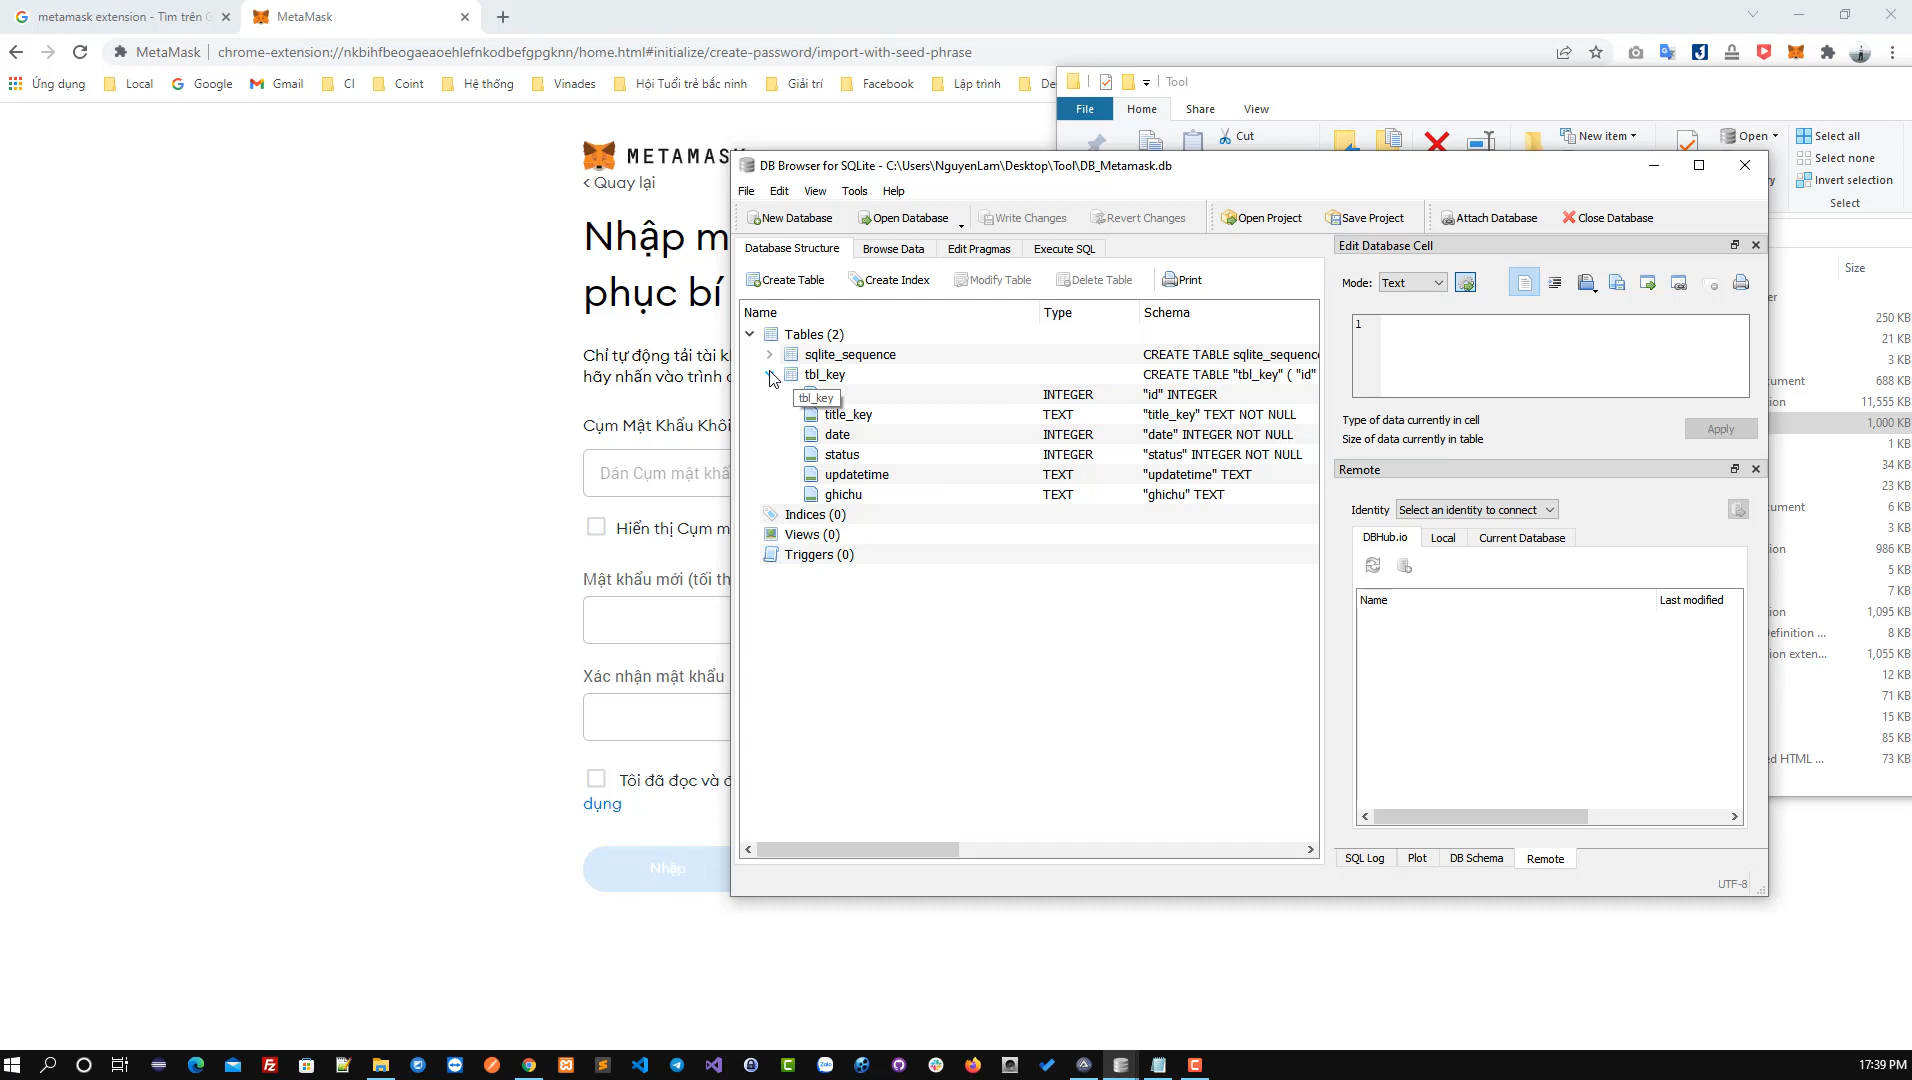 metamask extension - Tìm trên G
MetaMask
MetaMask
chrome-extension://nkbihfbeogaeaoehlefnkodbefgpgknn/home.html#initialize/create-password/import-with-seed-phrase
Ứng dụng Local Google Gmail CI Coint Hệ thống Vinades Hội Tuổi trẻ bắc ninh Giải trí Facebook Lập trình De
Tool
File Home Share View
Cut
New item
Open
Select all
Select none
Invert selection
Select
METAMASK
< Quay lại
Nhập m
phục bí
Chỉ tự động tải tài kh
hãy nhấn vào trình d
Cụm Mật Khẩu Khôi
Dán Cụm mật khẩ
Hiển thị Cụm m
Mật khẩu mới (tối th
Xác nhận mật khẩu
Tôi đã đọc và đ
dụng
Nhập
DB Browser for SQLite - C:\Users\NguyenLam\Desktop\Tool\DB_Metamask.db
File Edit View Tools Help
New Database Open Database Write Changes Revert Changes Open Project Save Project Attach Database Close Database
Database Structure Browse Data Edit Pragmas Execute SQL
Create Table Create Index Modify Table Delete Table Print
Name Type Schema
Tables (2)
sqlite_sequence CREATE TABLE sqlite_sequence
tbl_key CREATE TABLE "tbl_key" ( "id"
INTEGER "id" INTEGER
tbl_key
title_key TEXT "title_key" TEXT NOT NULL
date INTEGER "date" INTEGER NOT NULL
status INTEGER "status" INTEGER NOT NULL
updatetime TEXT "updatetime" TEXT
ghichu TEXT "ghichu" TEXT
Indices (0)
Views (0)
Triggers (0)
Edit Database Cell
Mode: Text
1
Type of data currently in cell
Size of data currently in table
Apply
Remote
Identity Select an identity to connect
DBHub.io Local Current Database
Name Last modified
SQL Log Plot DB Schema Remote
UTF-8
Size
er
250 KB
21 KB
3 KB
cument 688 KB
ion 11,555 KB
1,000 KB
1 KB
34 KB
23 KB
cument 6 KB
3 KB
ion 986 KB
5 KB
7 KB
ion 1,095 KB
efinition ... 8 KB
ion exten... 1,055 KB
12 KB
71 KB
15 KB
85 KB
ed HTML ... 73 KB
17:39 PM